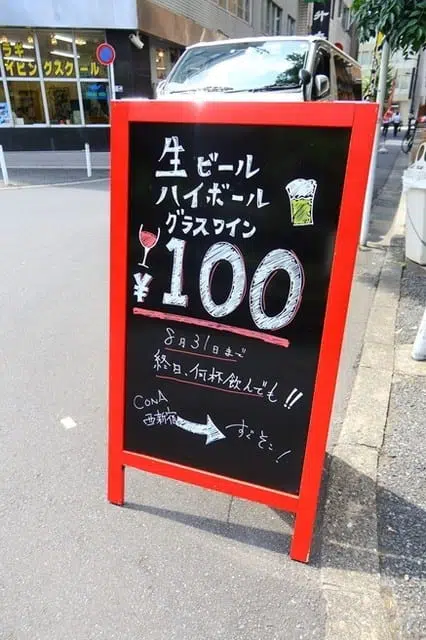 ラギ
イビングスクール
生ビール
ハイボール
グラスワイン
¥100
8月31日まで
終日、何杯飲んでも!!
CONA
西新宿
すぐそこ!